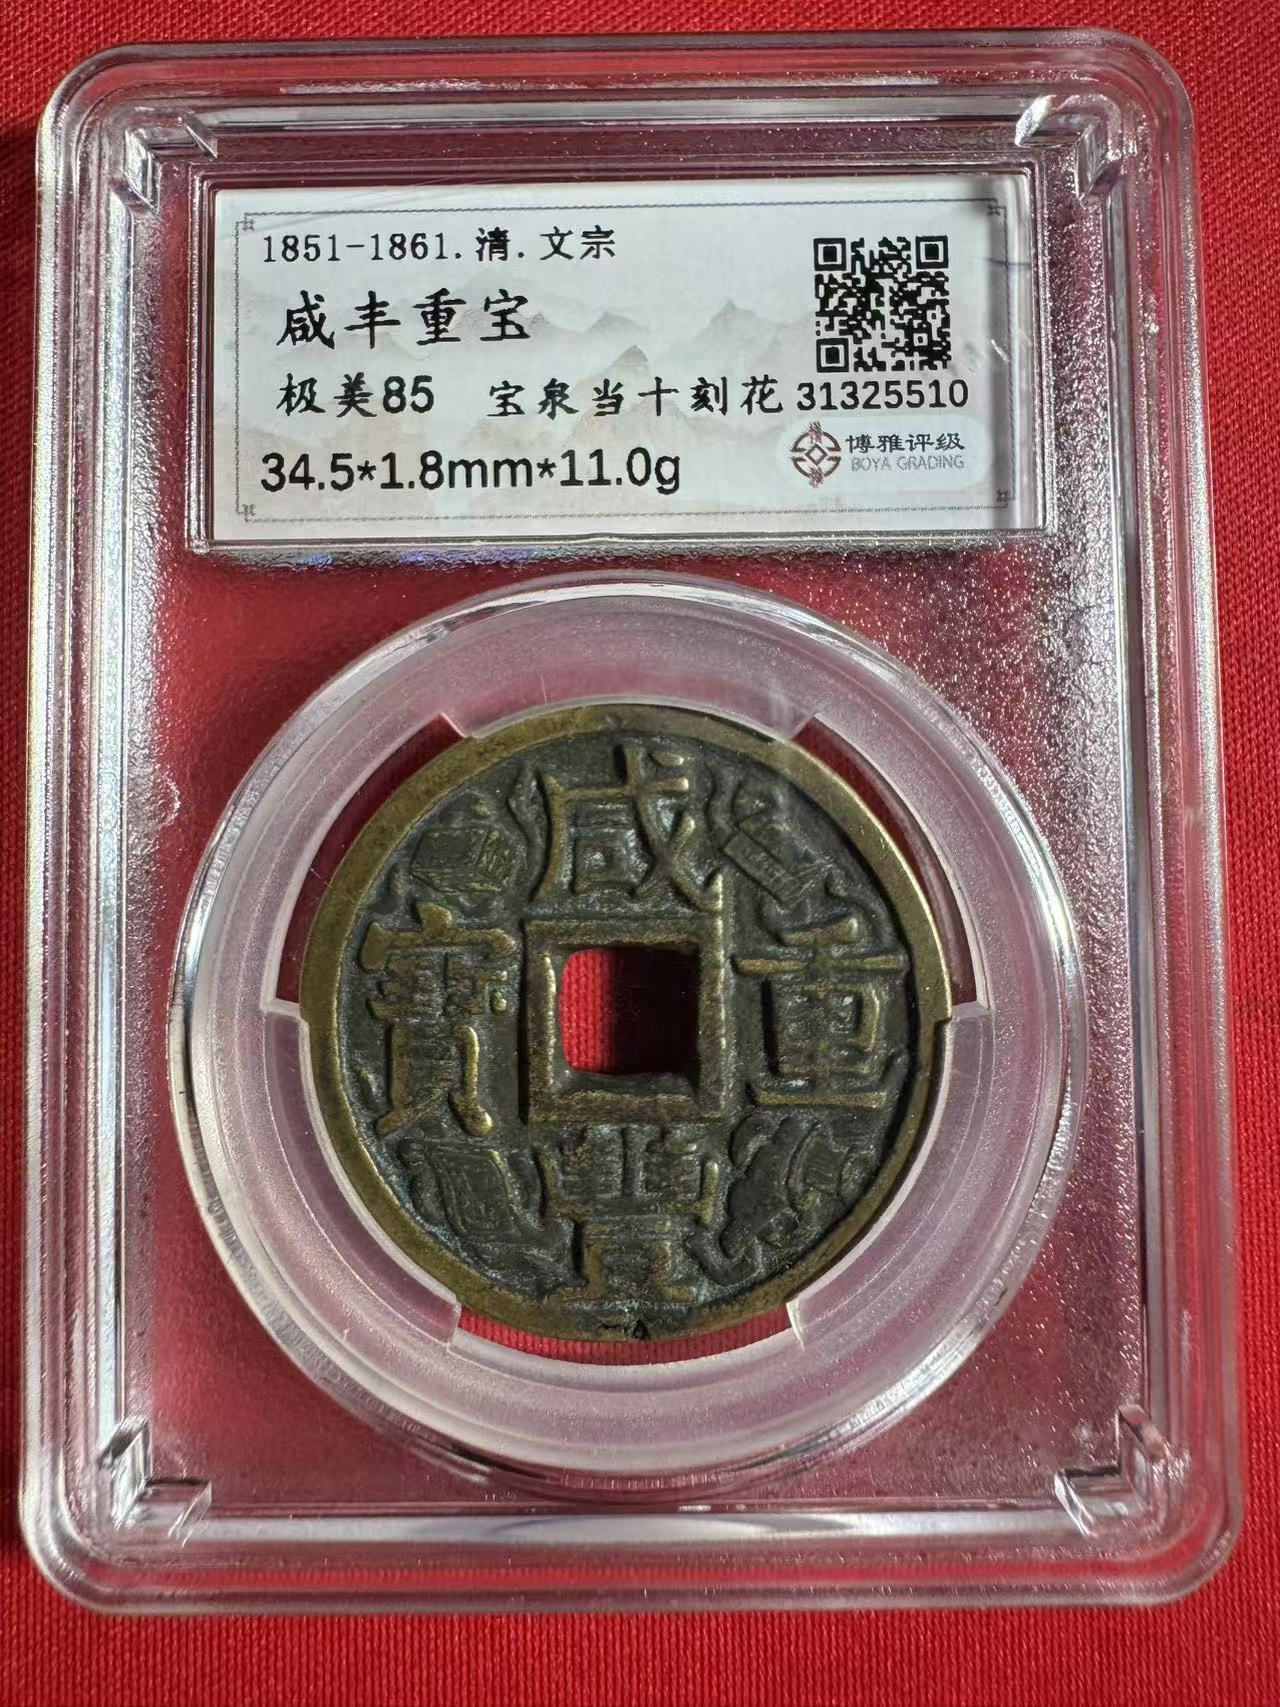 1851-1861.清.文宗
咸丰重宝
极美85 宝泉当十刻花 31325510
34.5*1.8mm*11.0g
博雅评级
BOYA GRADING
咸
寶 重
豐